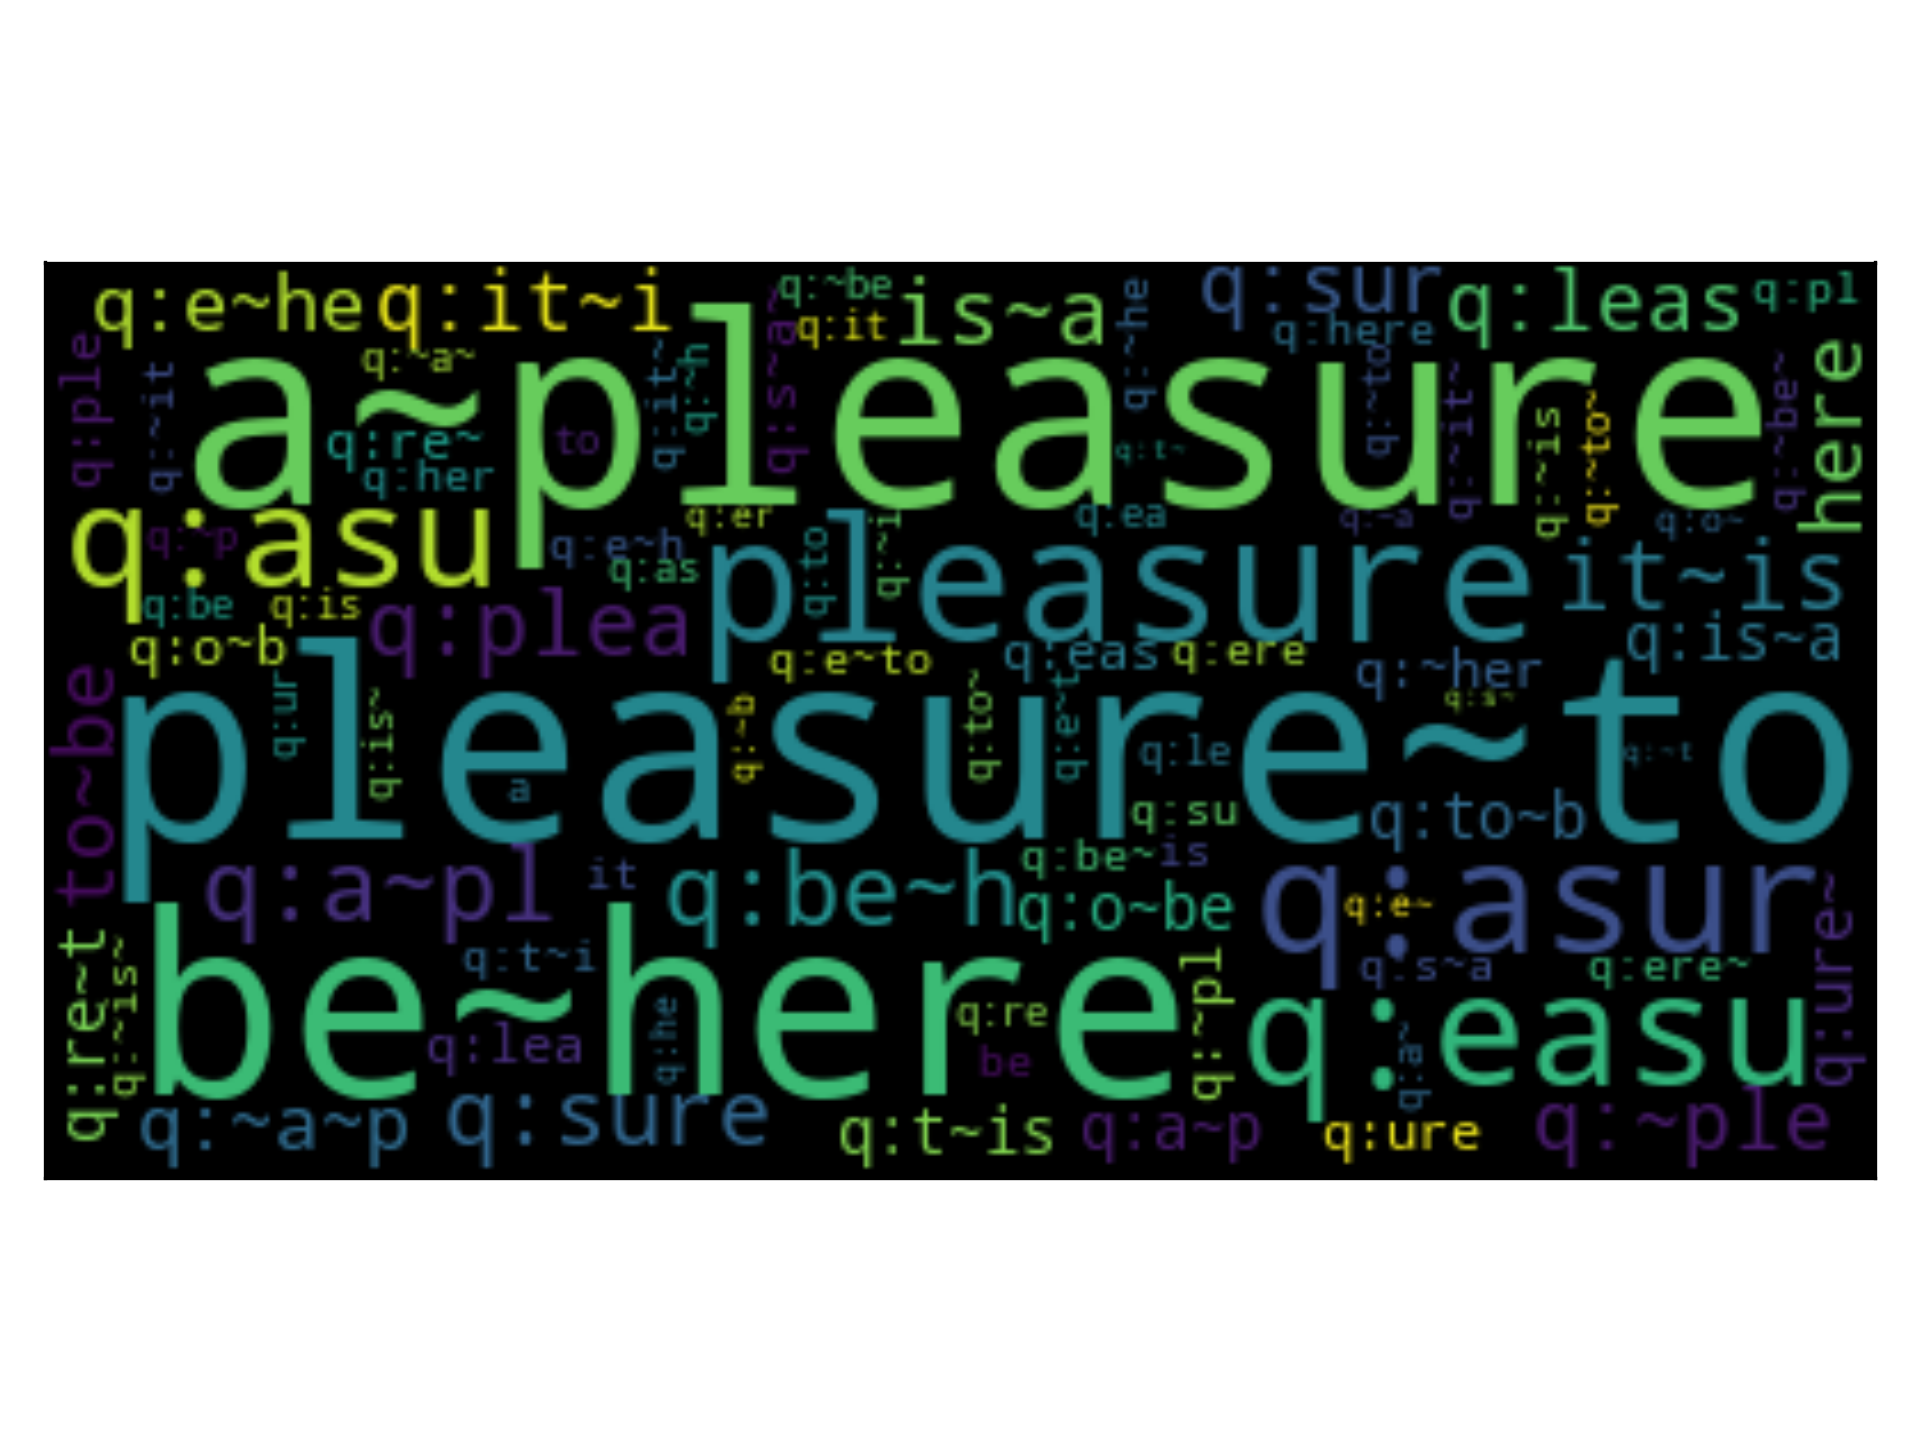 q:e~he q:it~i q:~be is~a q:sur q:leas q:pl
q:it q:here
q:ple q:~it q:~a~ q:it~ q:~h q:s~a~ q:~he q:~to q:~it~ q:~is q:~to~ q:~be~ here
a~pleasure
q:re~ to q:t~
q:her
q:asu q:~p q:e~h q:er q:ea q:~a q:o~
q:as q:to q:~i pleasure it~is
q:be q:is q:plea
q:o~b q:e~to q:eas q:ere q:~her q:is~a
to~be q:ur q:is~ q:~b q:to~ q:e~t q:s~
pleasure~to
a q:le q:~t
q:su q:to~b
q:a~pl it q:be~h q:be~ is
q:o~be q:asur q:e~ q:ure~
q:re~t q:~is~ q:t~i q:~pl q:s~a q:ere~
be~here
q:lea q:he q:re be q:easu q:a~
q:~a~p q:sure q:t~is q:a~p q:ure q:~ple